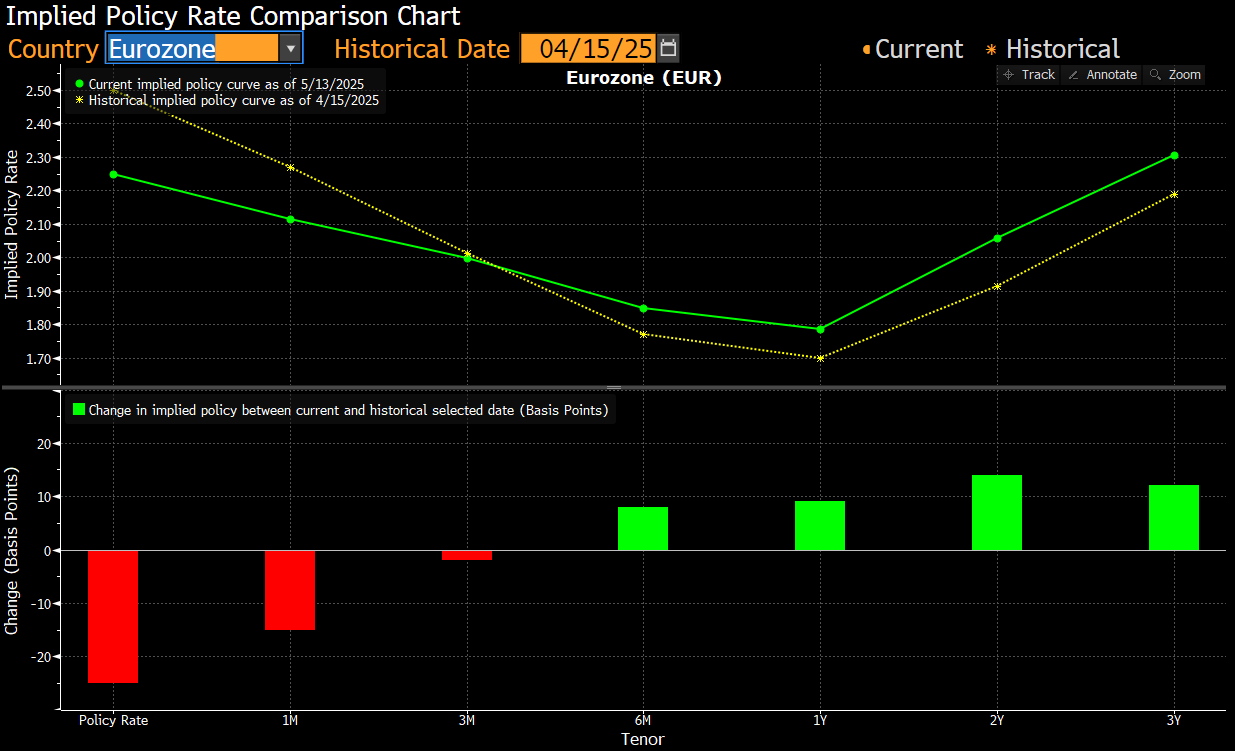 Implied Policy Rate Comparison Chart
Country Eurozone Historical Date 04/15/25 Current Historical
Eurozone (EUR)
Track Annotate Zoom
Current implied policy curve as of 5/13/2025
Historical implied policy curve as of 4/15/2025
Implied Policy Rate
2.50
2.40
2.30
2.20
2.10
2.00
1.90
1.80
1.70
Change in implied policy between current and historical selected date (Basis Points)
Change (Basis Points)
20
10
0
-10
-20
Policy Rate 1M 3M 6M 1Y 2Y 3Y
Tenor